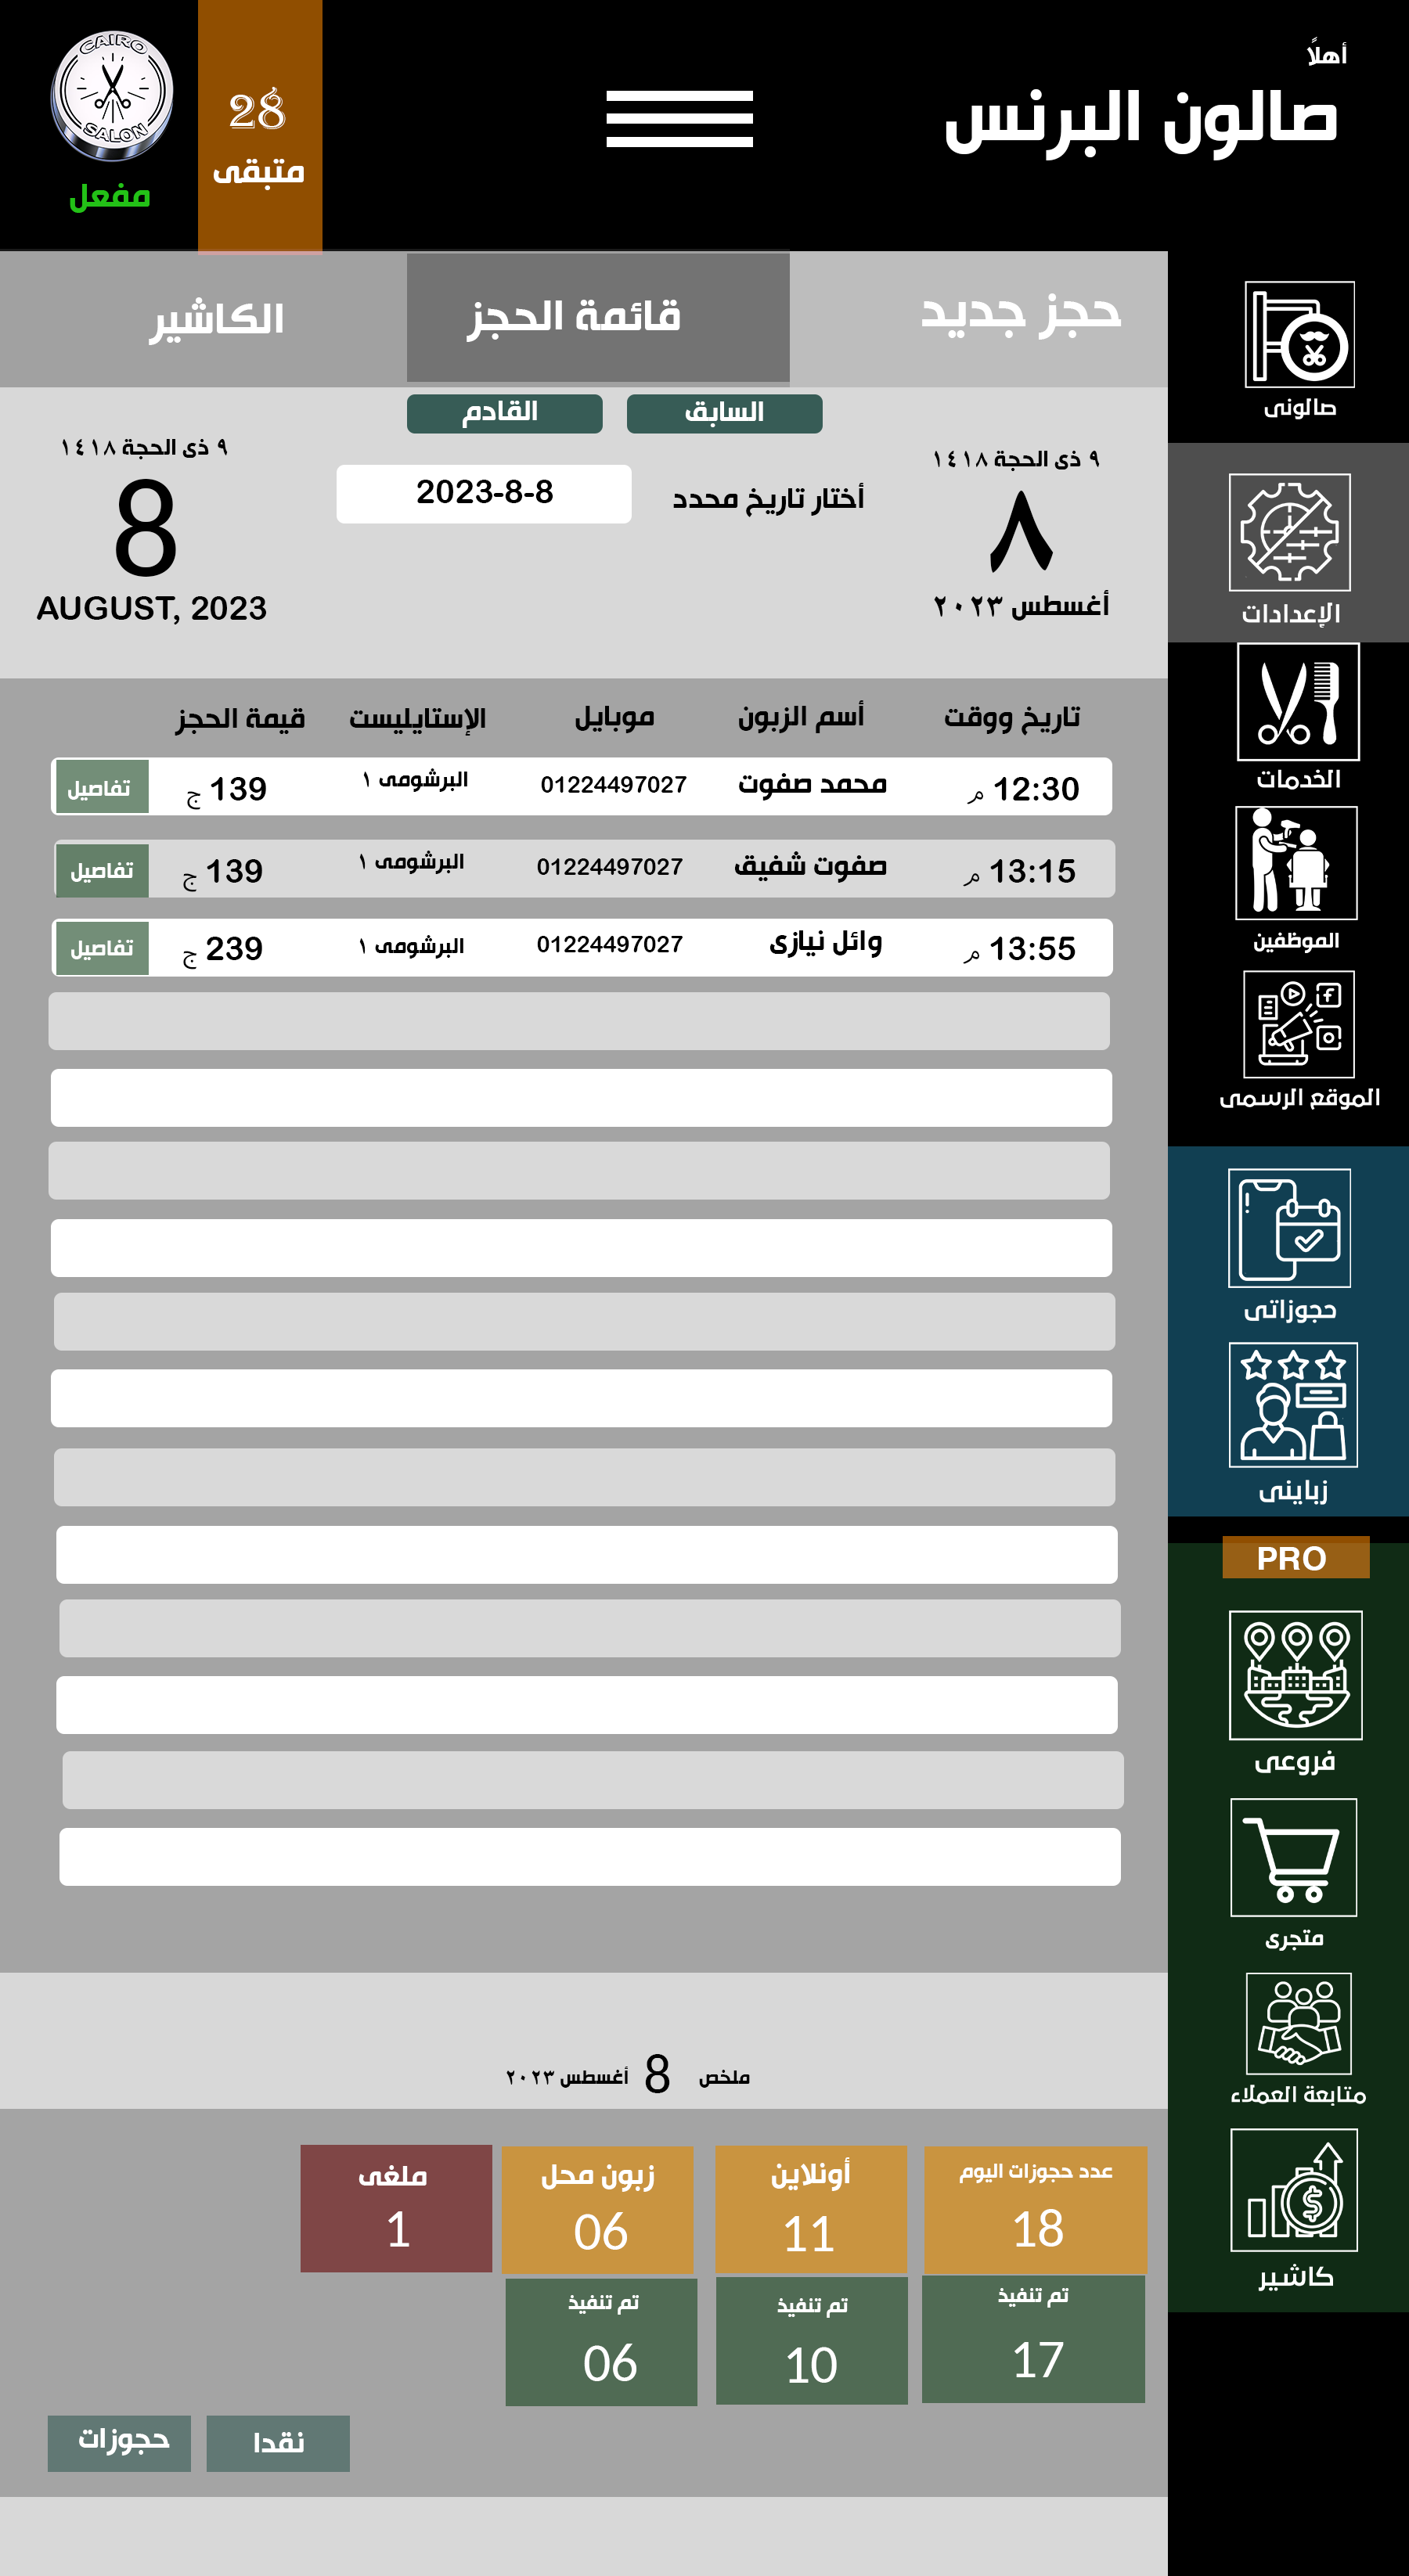 أهلًا
صالون البرنس
28
متبقى
CAIRO
SALON
مفعل
حجز جديد
قائمة الحجز
الكاشير
السابق
القادم
٩ ذى الحجة ١٤١٨
٨
أغسطس ٢٠٢٣
أختار تاريخ محدد
2023-8-8
٩ ذى الحجة ١٤١٨
8
AUGUST, 2023
تاريخ ووقت أسم الزبون موبايل الإستايليست قيمة الحجز
12:30 م محمد صفوت 01224497027 البرشومى ١ 139 ج تفاصيل
13:15 م صفوت شفيق 01224497027 البرشومى ١ 139 ج تفاصيل
13:55 م وائل نيازى 01224497027 البرشومى ١ 239 ج تفاصيل
ملخص 8 أغسطس ٢٠٢٣
عدد حجوزات اليوم
18
أونلاين
11
زبون محل
06
ملغى
1
تم تنفيذ
17
تم تنفيذ
10
تم تنفيذ
06
نقدا
حجوزات
صالونى
الإعدادات
الخدمات
الموظفين
الموقع الرسمى
حجوزاتى
زباينى
PRO
فروعى
متجرى
متابعة العملاء
كاشير